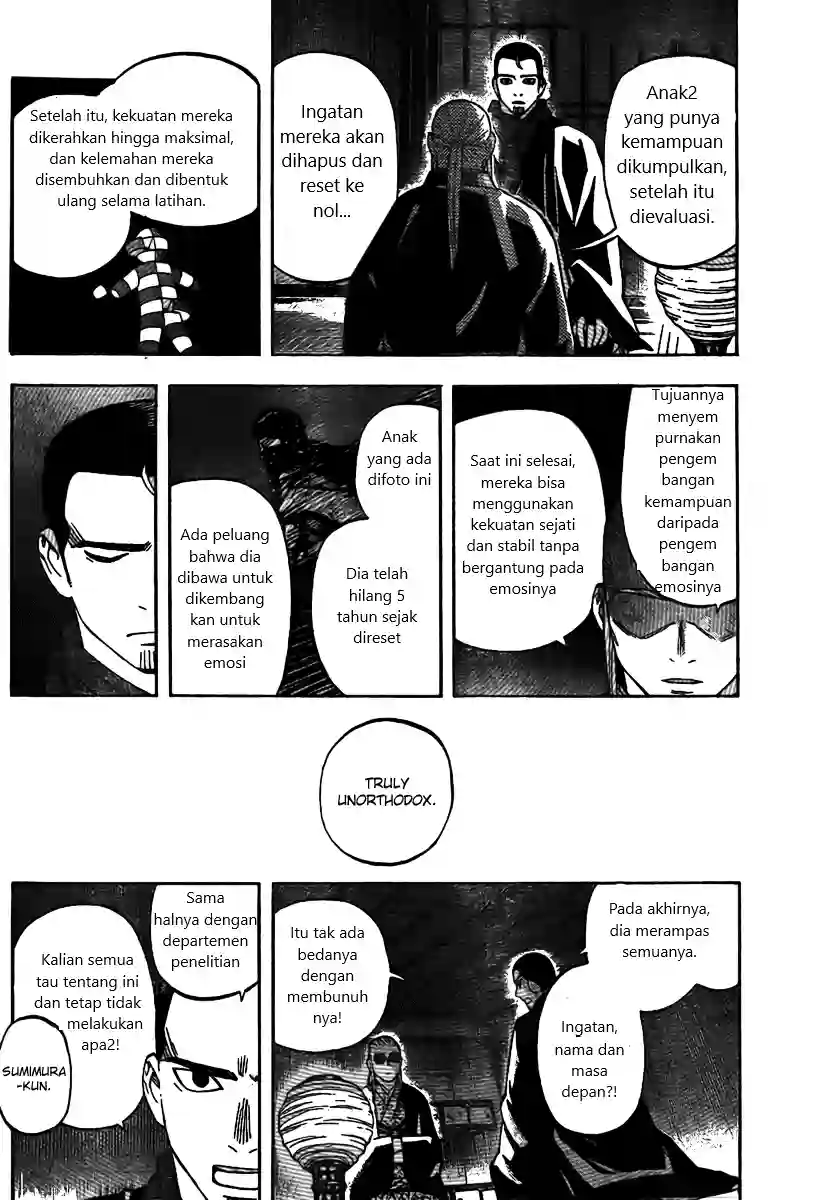 Anak2
yang punya
kemampuan
dikumpulkan,
setelah itu
dievaluasi.
Ingatan
mereka akan
dihapus dan
reset ke
nol...
Setelah itu, kekuatan mereka
dikerahkan hingga maksimal,
dan kelemahan mereka
disembuhkan dan dibentuk
ulang selama latihan.
Tujuannya
menyem
purnakan
pengem
bangan
kemampuan
daripada
pengem
bangan
emosinya
Saat ini selesai,
mereka bisa
menggunakan
kekuatan sejati
dan stabil tanpa
bergantung pada
emosinya
Anak
yang ada
difoto ini
Dia telah
hilang 5
tahun sejak
direset
Ada peluang
bahwa dia
dibawa untuk
dikembang
kan untuk
merasakan
emosi
TRULY
UNORTHODOX.
Pada akhirnya,
dia merampas
semuanya.
Ingatan,
nama dan
masa
depan?!
Itu tak ada
bedanya
dengan
membunuh
nya!
Sama
halnya dengan
departemen
penelitian
Kalian semua
tau tentang ini
dan tetap tidak
melakukan
apa2!
SUMIMURA
-KUN.